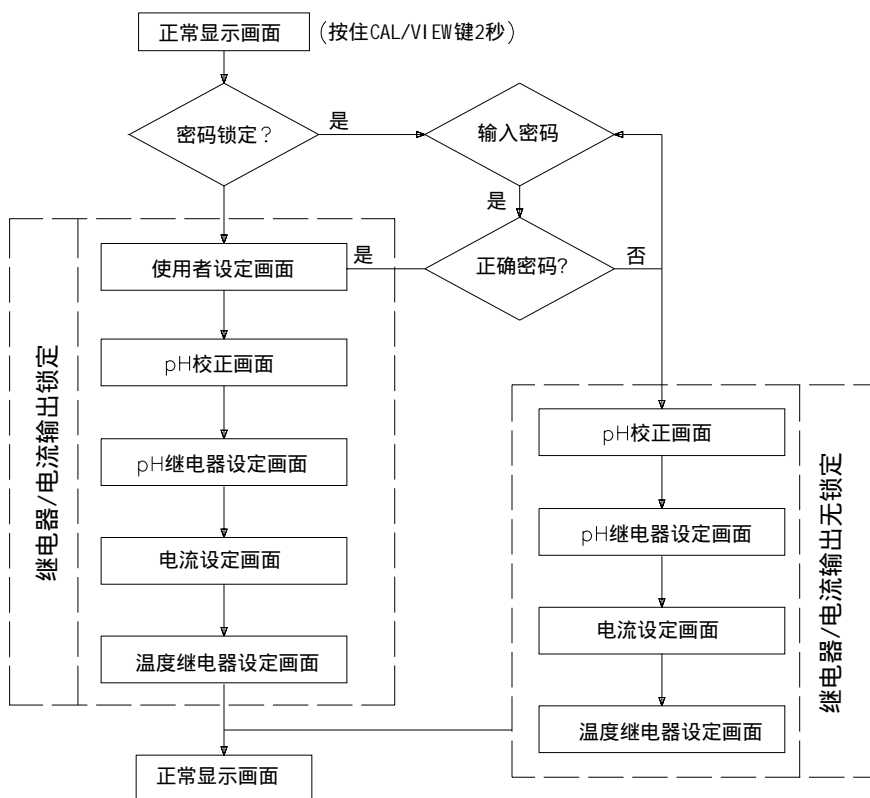 正常显示画面
(按住CAL/VIEW键2秒)
密码锁定?
是
输入密码
是
正确密码?
是
否
使用者设定画面
pH校正画面
pH继电器设定画面
电流设定画面
温度继电器设定画面
继电器/电流输出锁定
pH校正画面
pH继电器设定画面
电流设定画面
温度继电器设定画面
继电器/电流输出无锁定
正常显示画面